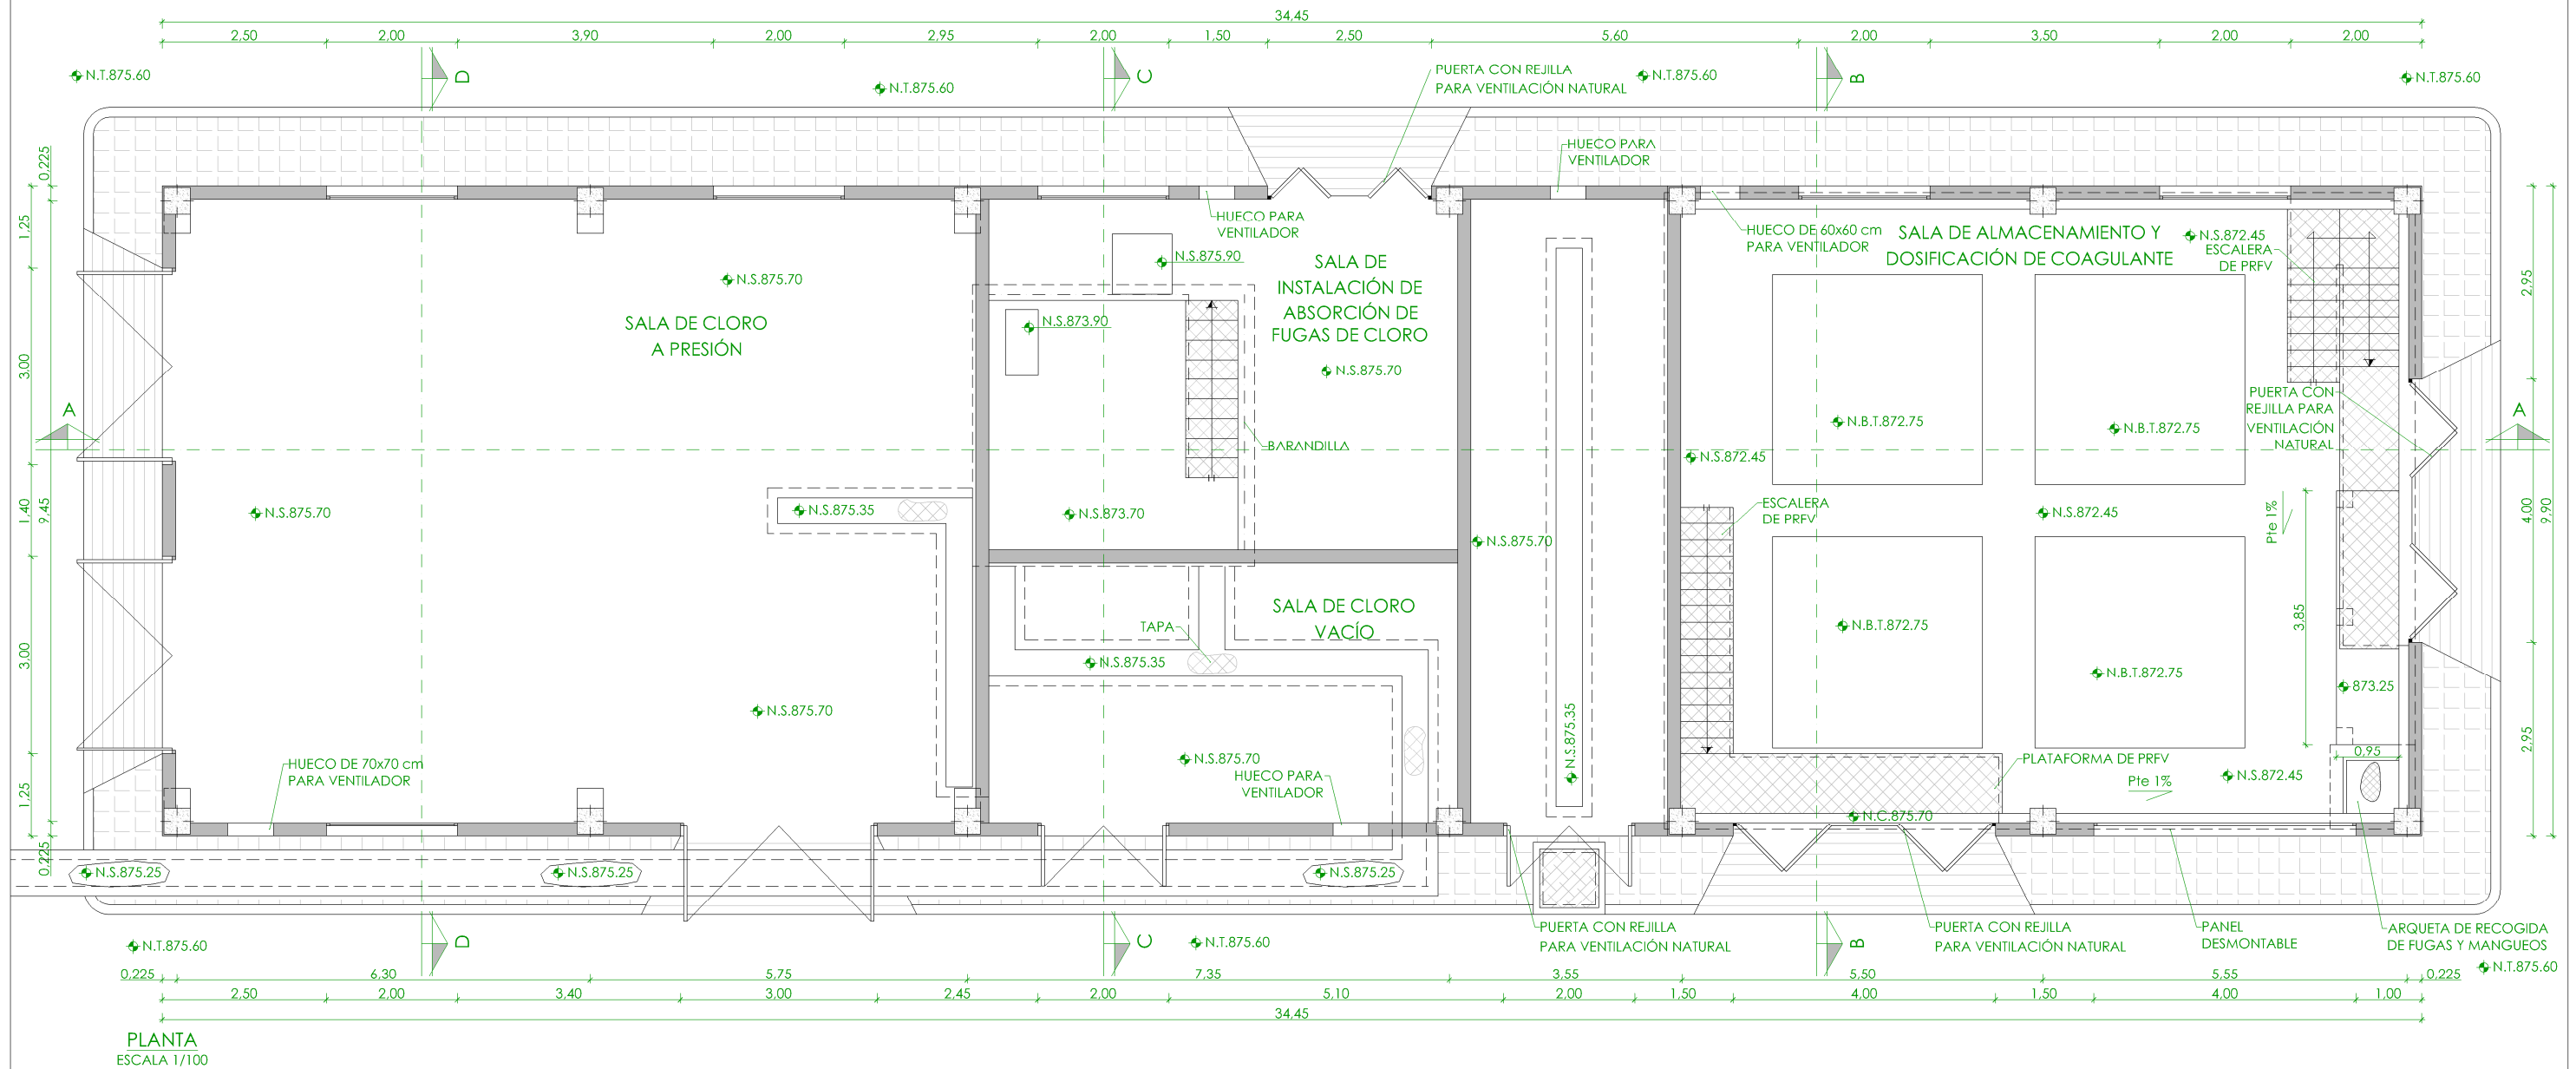 34,45
2,50
2,00
3,90
2,00
2,95
2,00
1,50
2,50
5,60
2,00
3,50
2,00
2,00
N.T.875.60
D
N.T.875.60
C
PUERTA CON REJILLA
PARA VENTILACIÓN NATURAL
N.T.875.60
B
N.T.875.60
0,225
1,25
3,00
1,40
9,45
3,00
1,25
0,225
A
HUECO PARA
VENTILADOR
HUECO PARA
VENTILADOR
HUECO DE 60x60 cm
PARA VENTILADOR
SALA DE ALMACENAMIENTO Y
DOSIFICACIÓN DE COAGULANTE
N.S.872.45
ESCALERA
DE PRFV
N.S.875.70
SALA DE CLORO
A PRESIÓN
N.S.875.90
N.S.873.90
SALA DE
INSTALACIÓN DE
ABSORCIÓN DE
FUGAS DE CLORO
N.S.875.70
BARANDILLA
N.S.873.70
N.S.875.70
N.S.875.35
N.S.875.70
N.S.872.45
N.B.T.872.75
N.B.T.872.75
PUERTA CON
REJILLA PARA
VENTILACIÓN
NATURAL
A
2,95
4,00
9,90
2,95
ESCALERA
DE PRFV
N.S.872.45
Pte 1%
3,85
SALA DE CLORO
VACÍO
TAPA
N.S.875.35
N.B.T.872.75
N.B.T.872.75
873.25
N.S.875.70
N.S.875.70
HUECO PARA
VENTILADOR
N.S.875.35
HUECO DE 70x70 cm
PARA VENTILADOR
PLATAFORMA DE PRFV
Pte 1%
N.S.872.45
0,95
N.C.875.70
N.S.875.25
N.S.875.25
N.S.875.25
N.T.875.60
D
C
N.T.875.60
PUERTA CON REJILLA
PARA VENTILACIÓN NATURAL
B
PUERTA CON REJILLA
PARA VENTILACIÓN NATURAL
PANEL
DESMONTABLE
ARQUETA DE RECOGIDA
DE FUGAS Y MANGUEOS
N.T.875.60
0,225
6,30
5,75
7,35
3,55
5,50
5,55
0,225
2,50
2,00
3,40
3,00
2,45
2,00
5,10
2,00
1,50
4,00
1,50
4,00
1,00
34,45
PLANTA
ESCALA 1/100